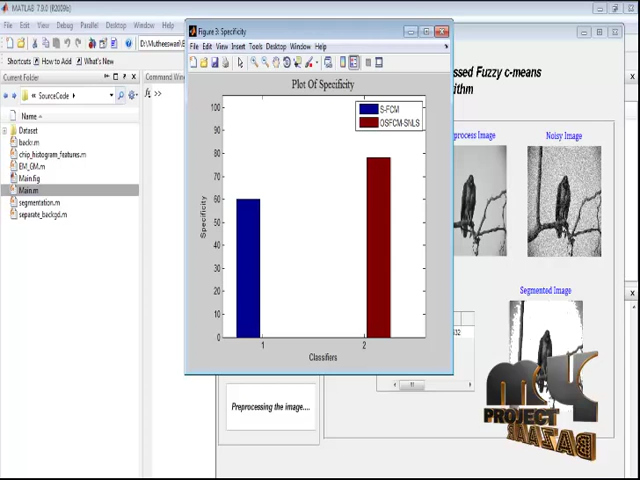 MATLAB 7.9.0 (R2009b)
File Edit View Debug Parallel Desktop Window Help
D:\Mutheeswari\B
Shortcuts How to Add What's New
Current Folder
Command Wind
« SourceCode
>>
Name
Dataset
backr.m
chip_histogram_features.m
EM_GM.m
Main.fig
Main.m
segmentation.m
separate_backgd.m
Figure 3: Specificity
File Edit View Insert Tools Desktop Window Help
Plot Of Specificity
S-FCM
OSFCM-SNLS
100
90
80
70
60
50
40
30
20
10
0
Specificity
1 2
Classifiers
ssed Fuzzy c-means
ithm
process Image
Noisy Image
Segmented Image
Preprocessing the image....
PROJECT
BAZAAR